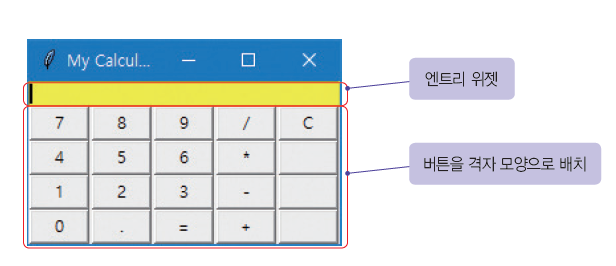 My Calcul...
엔트리 위젯
7 8 9 / C
4 5 6 *
버튼을 격자 모양으로 배치
1 2 3 -
0 . = +